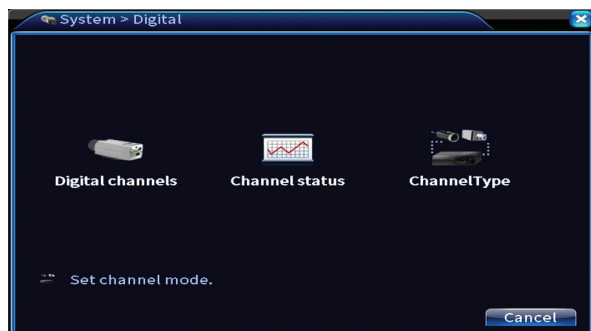 System > Digital
Digital channels Channel status ChannelType
Set channel mode.
Cancel